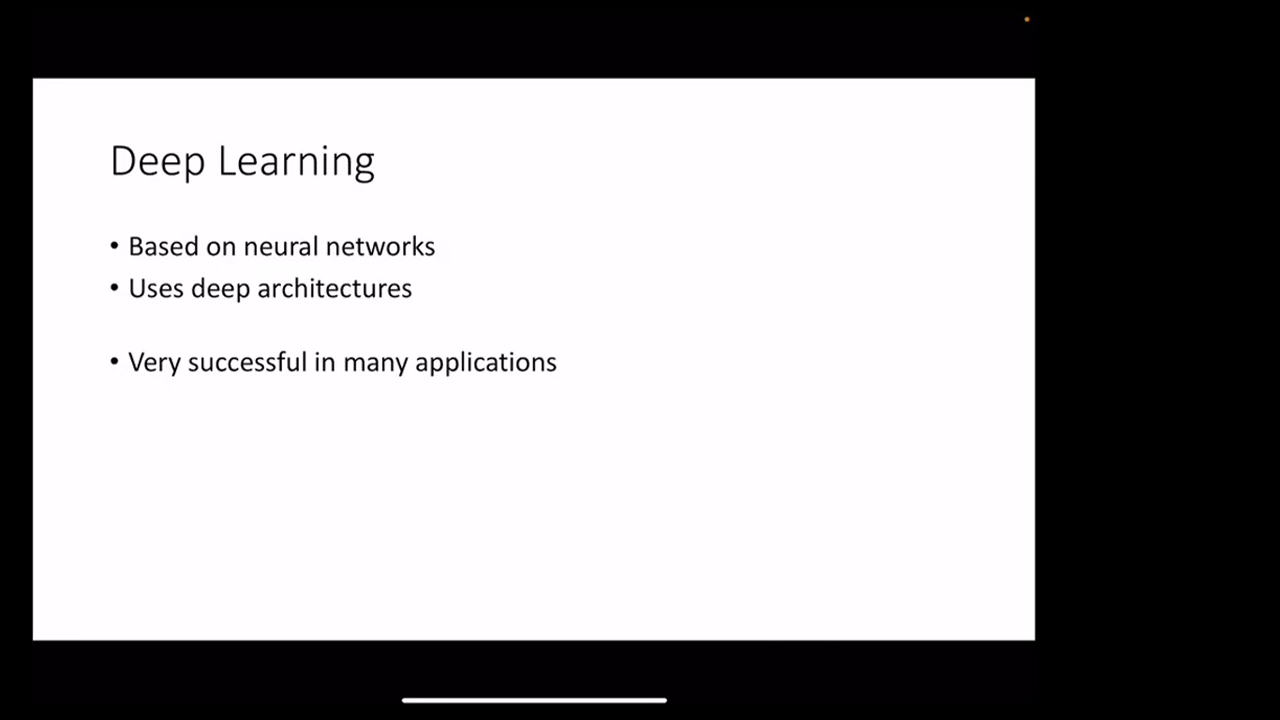 Deep Learning
• Based on neural networks
• Uses deep architectures
• Very successful in many applications